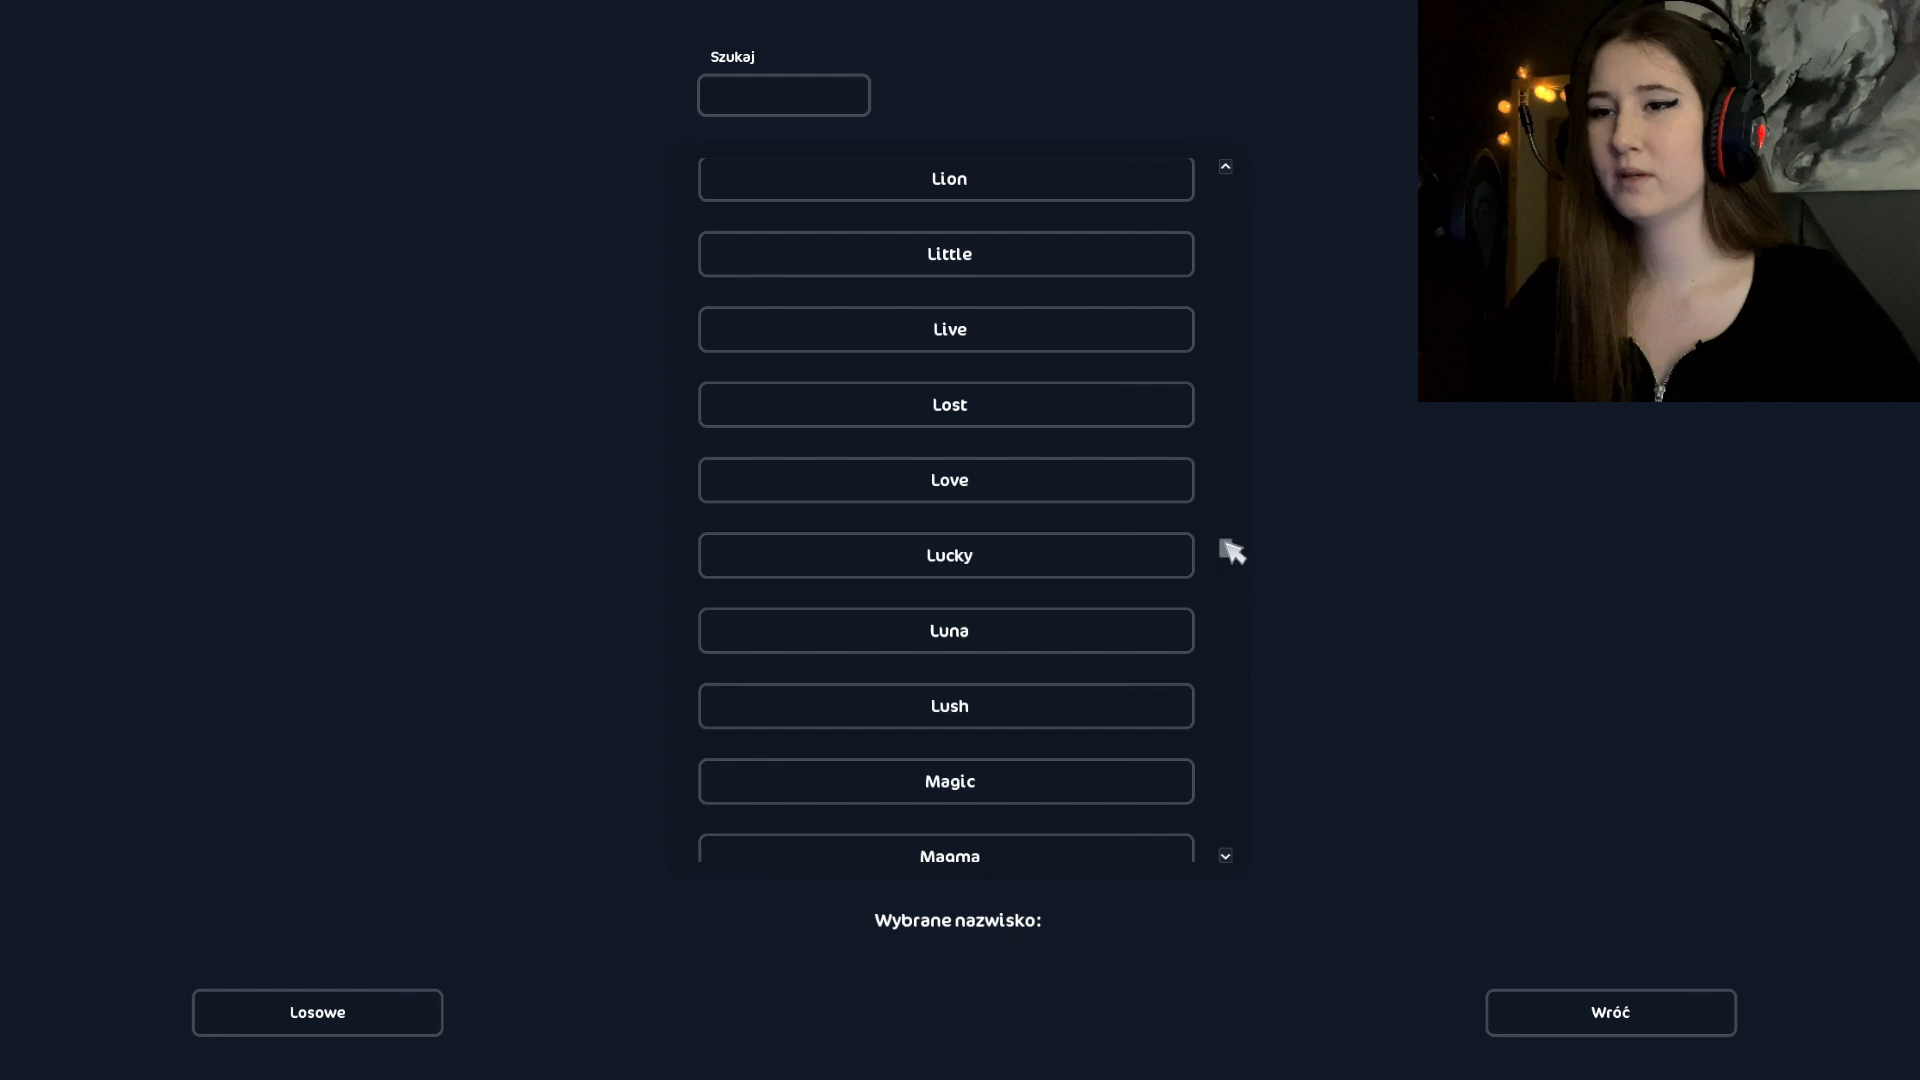 Szukaj
Lion
Little
Live
Lost
Love
Lucky
Luna
Lush
Magic
Magma
Wybrane nazwisko:
Losowe
Wróć